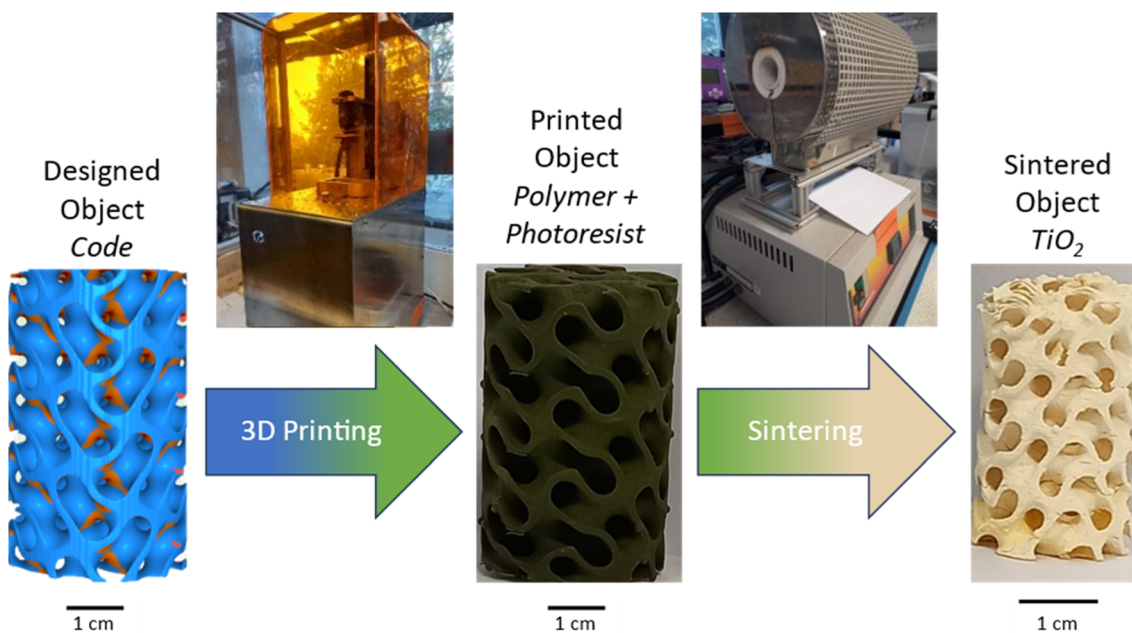 Designed
Object
Code
Printed
Object
Polymer +
Photoresist
Sintered
Object
TiO₂
3D Printing
Sintering
1 cm
1 cm
1 cm